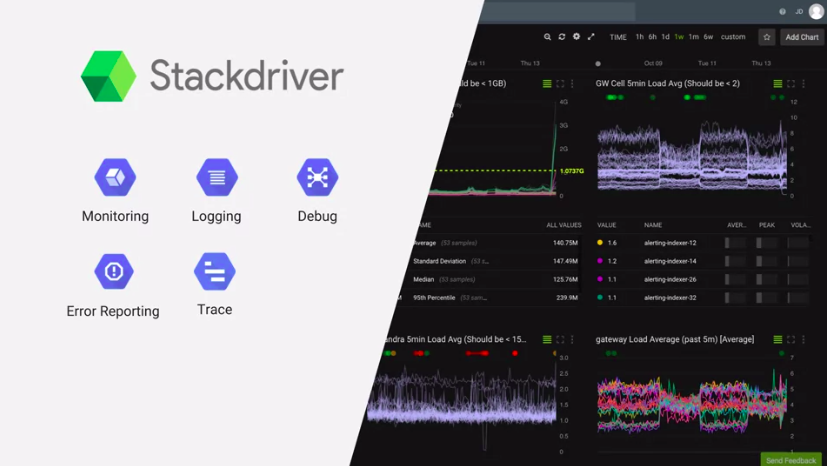 Stackdriver
Monitoring
Logging
Debug
Error Reporting
Trace
JD
TIME 1h 6h 1d 1w 1m 6w custom
Add Chart
Tue 11 Thu 13
Oct 09 Tue 11 Thu 13
ld be < 1GB)
4G
3G
2G
1.0737G
0
AME ALL VALUES
Average (53 samples) 140.75M
Standard Deviation (53 s... 147.49M
Median (53 samples) 125.76M
M 95th Percentile (53 sam... 239.9M
GW Cell 5min Load Avg (Should be < 2)
12
10
8
6
4
2
0
VALUE NAME AVER.. PEAK VOLA..
1.6 alerting-indexer-12
1.2 alerting-indexer-14
1.1 alerting-indexer-26
1.1 alerting-indexer-32
andra 5min Load Avg (Should be < 15...
3.0
2.5
2.0
1.5
1.0
0.5
0
gateway Load Average (past 5m) [Average]
7
6
5
4
3
2
1
Send Feedback